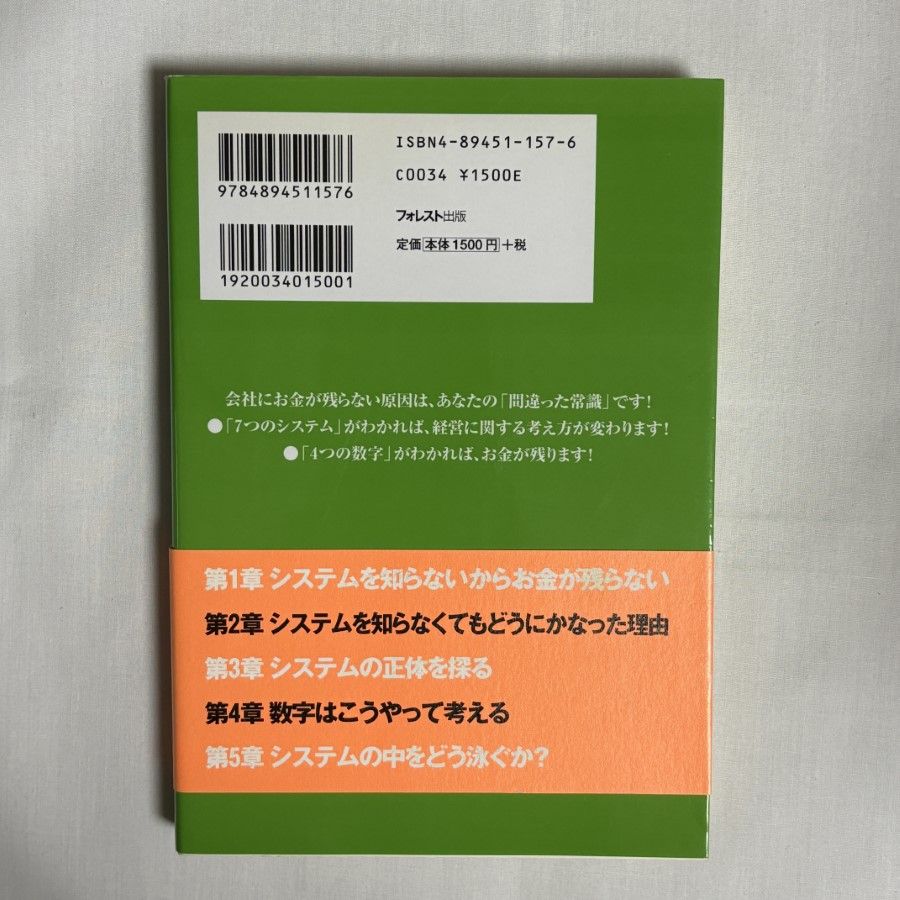 ISBN4-89451-157-6
9784894511576
C0034 ¥1500E
フォレスト出版
定価 本体1500円 +税
1920034015001
会社にお金が残らない原因は、あなたの「間違った常識」です!
●「7つのシステム」がわかれば、経営に関する考え方が変わります!
●「4つの数字」がわかれば、お金が残ります!
第1章 システムを知らないからお金が残らない
第2章 システムを知らなくてもどうにかなった理由
第3章 システムの正体を探る
第4章 数字はこうやって考える
第5章 システムの中をどう泳ぐか?